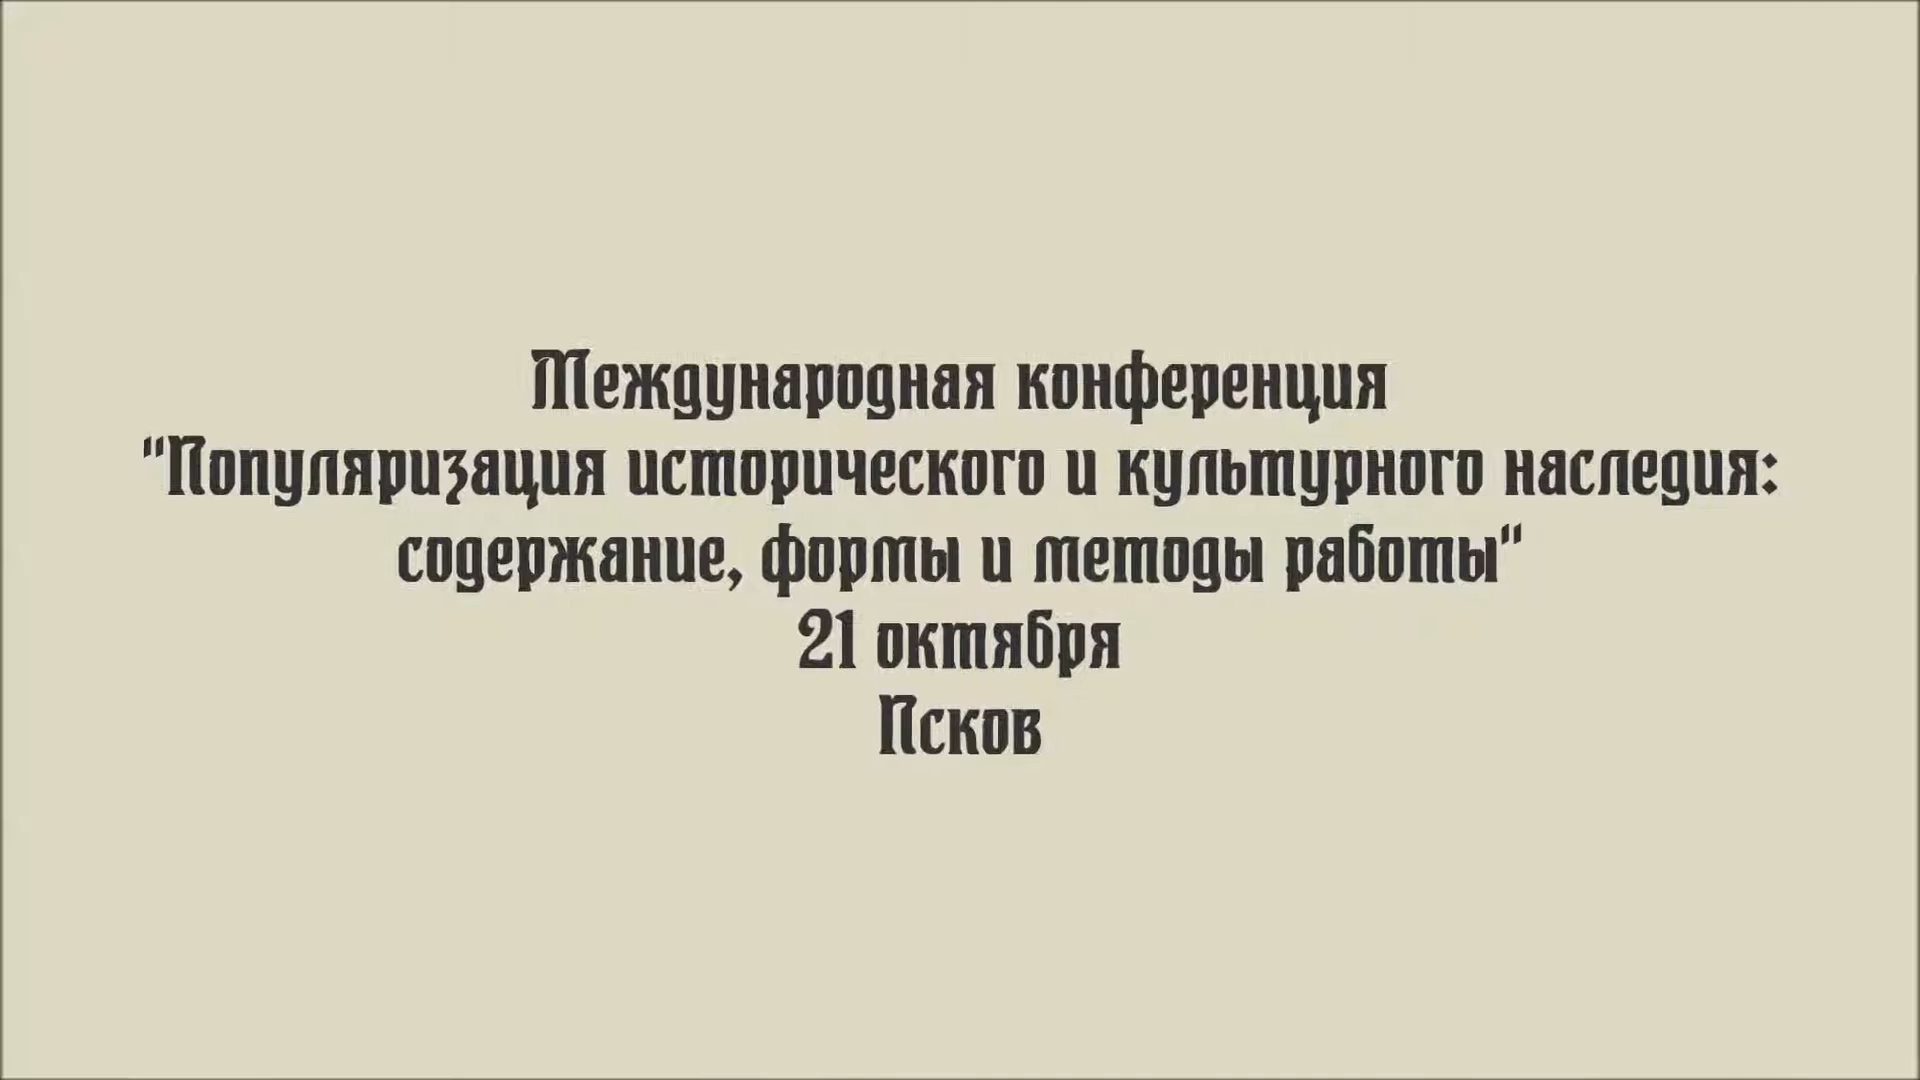 Международная конференция
"Популяризация исторического и культурного наследия:
содержание, формы и методы работы"
21 октября
Псков